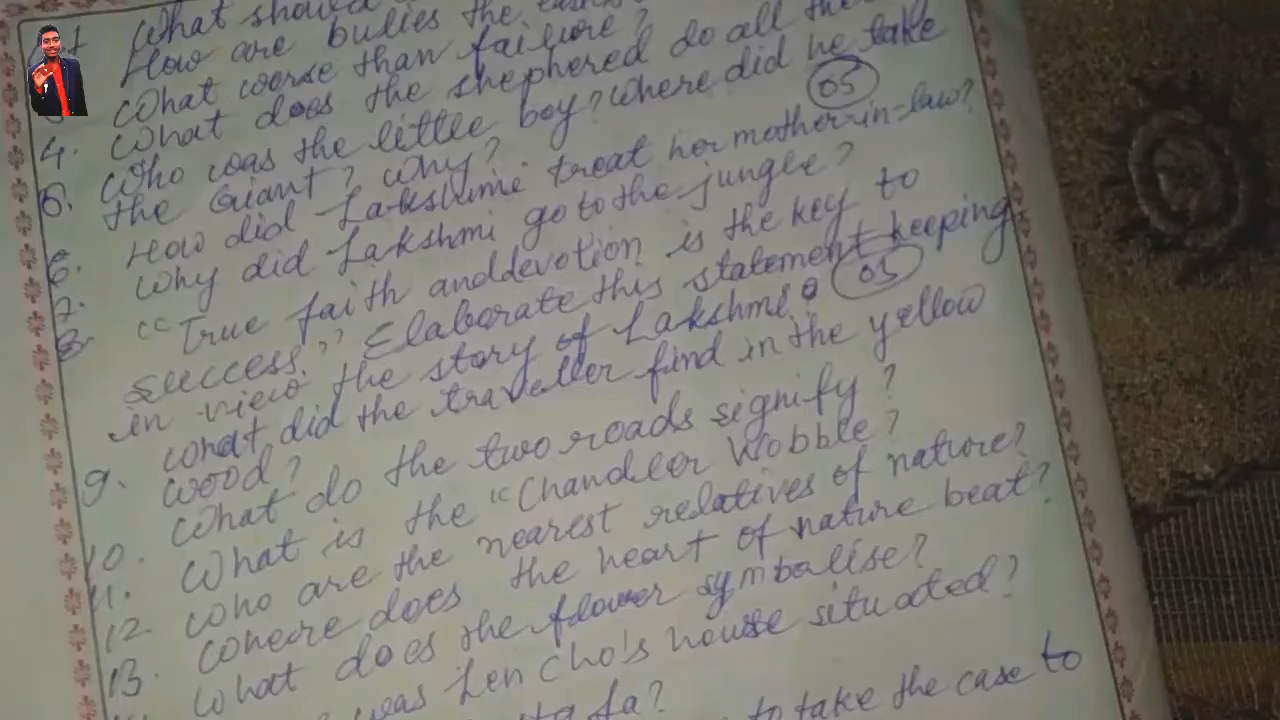 What should
How are bullies the
What worse than failure?
4. What does the shephered do all the
5. Who was the little boy? Where did he take
the Giant? Why? 05
6. How did Lakshmi treat her mother-in-law?
7. Why did Lakshmi go to the jungle?
8. "True faith and devotion is the key to
success." Elaborate this statement keeping
in view the story of Lakshmi. 05
9. What did the traveller find in the yellow
wood?
10. What do the two roads signify?
11. What is the "Chandler Wobble?
12. Who are the nearest relatives of nature?
13. Where does the heart of nature beat?
What does the flower symbolise?
was Lencho's house situated?
fa?
to take the case to